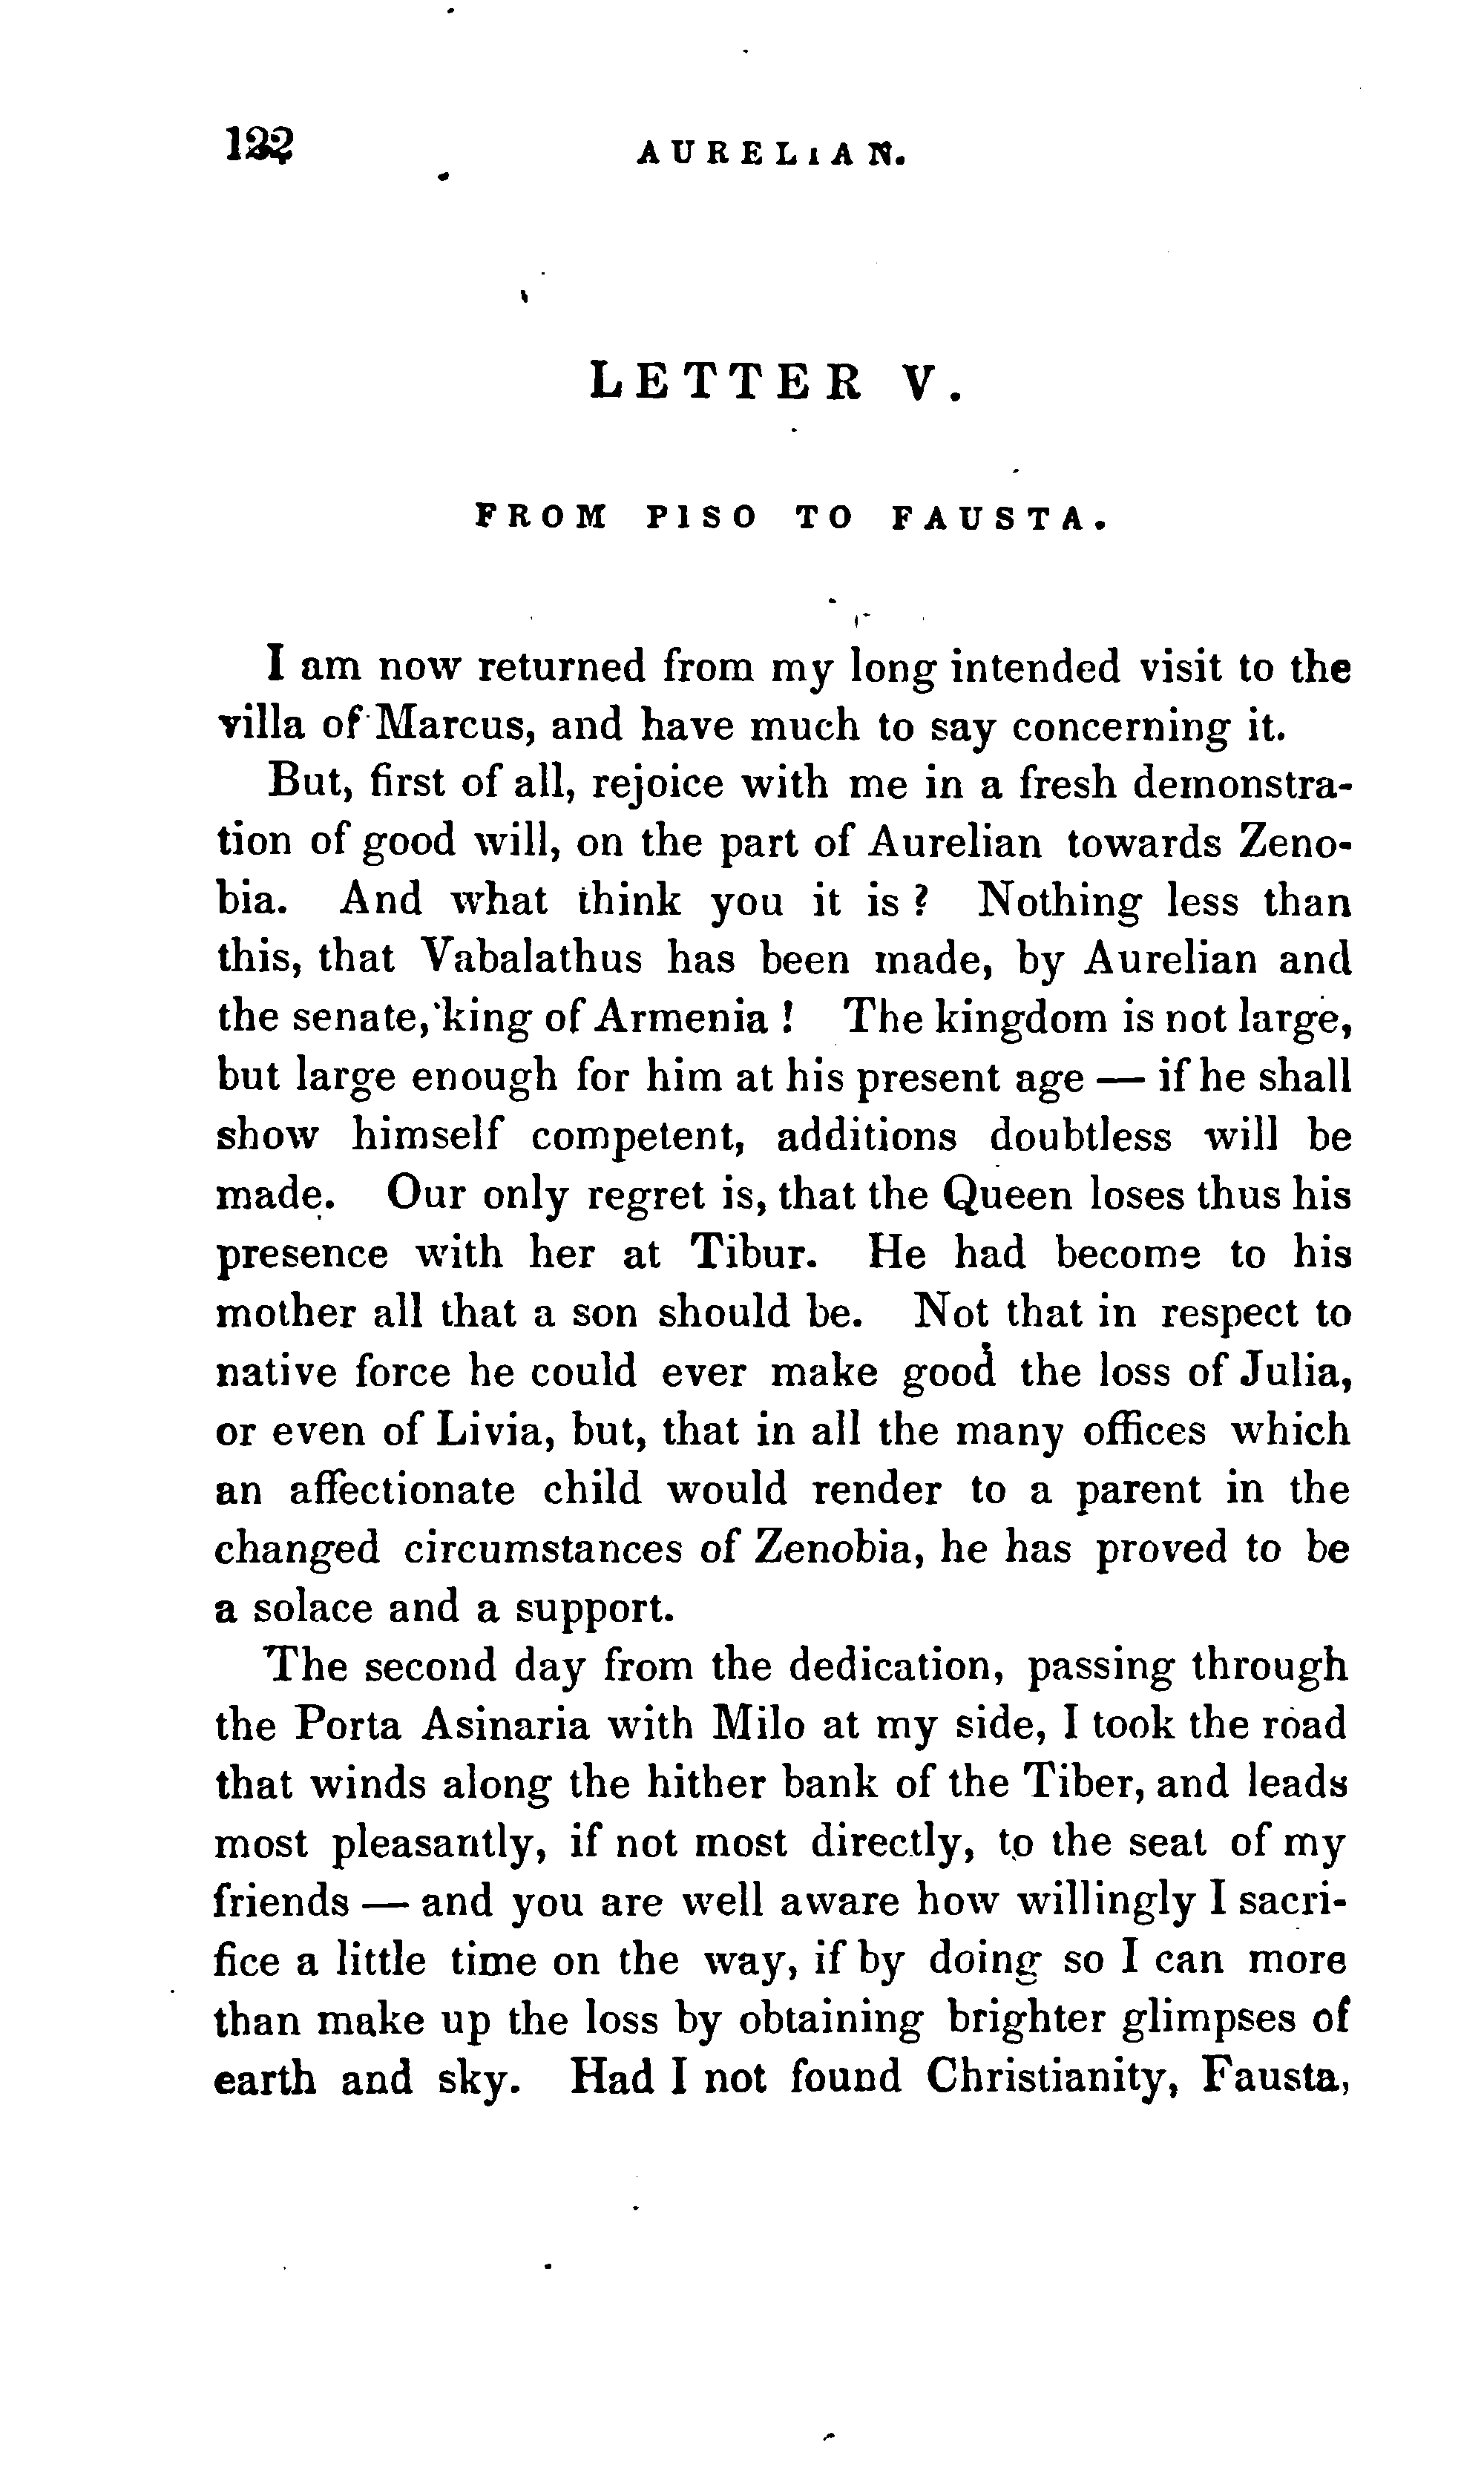 122
AURELIAN.
LETTER V.
FROM PISO TO FAUSTA.
I am now returned from my long intended visit to the
villa of Marcus, and have much to say concerning it.
But, first of all, rejoice with me in a fresh demonstra-
tion of good will, on the part of Aurelian towards Zeno-
bia. And what think you it is? Nothing less than
this, that Vabalathus has been made, by Aurelian and
the senate, king of Armenia! The kingdom is not large,
but large enough for him at his present age — if he shall
show himself competent, additions doubtless will be
made. Our only regret is, that the Queen loses thus his
presence with her at Tibur. He had become to his
mother all that a son should be. Not that in respect to
native force he could ever make good the loss of Julia,
or even of Livia, but, that in all the many offices which
an affectionate child would render to a parent in the
changed circumstances of Zenobia, he has proved to be
a solace and a support.
The second day from the dedication, passing through
the Porta Asinaria with Milo at my side, I took the road
that winds along the hither bank of the Tiber, and leads
most pleasantly, if not most directly, to the seat of my
friends — and you are well aware how willingly I sacri-
fice a little time on the way, if by doing so I can more
than make up the loss by obtaining brighter glimpses of
earth and sky. Had I not found Christianity, Fausta,